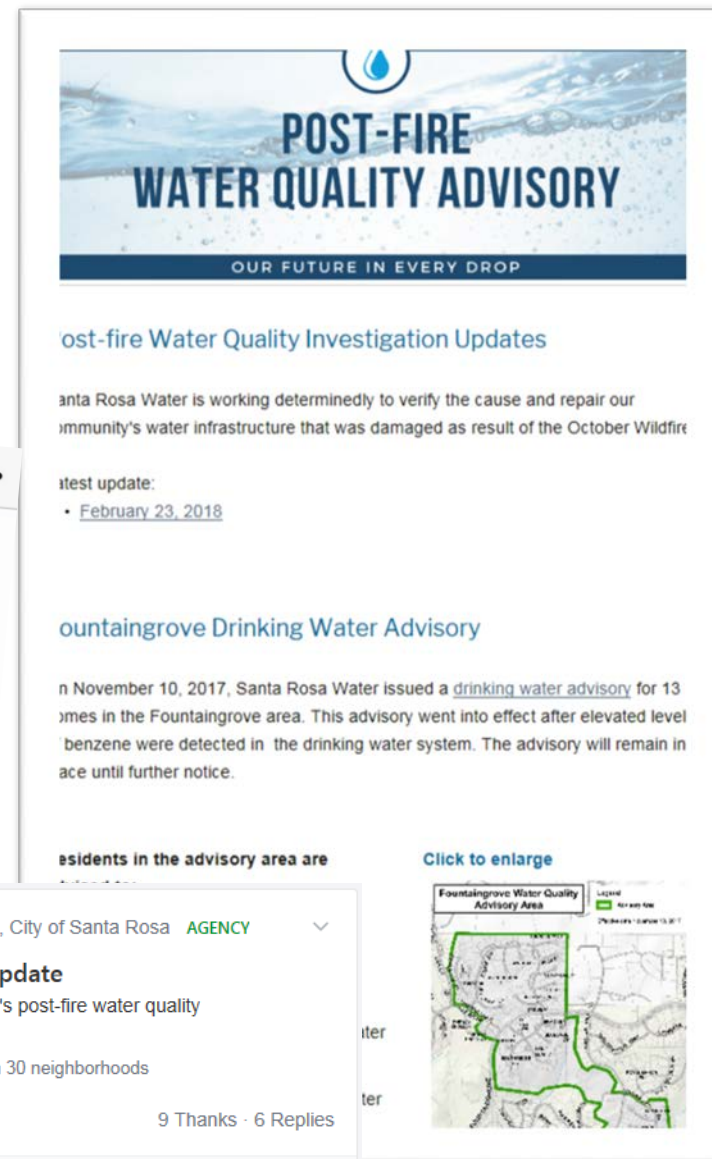 POST-FIRE
WATER QUALITY ADVISORY
OUR FUTURE IN EVERY DROP
ost-fire Water Quality Investigation Updates
anta Rosa Water is working determinedly to verify the cause and repair our
ommunity's water infrastructure that was damaged as result of the October Wildfire
atest update:
• February 23, 2018
ountaingrove Drinking Water Advisory
n November 10, 2017, Santa Rosa Water issued a drinking water advisory for 13
omes in the Fountaingrove area. This advisory went into effect after elevated level
benzene were detected in the drinking water system. The advisory will remain in
ace until further notice.
esidents in the advisory area are
Click to enlarge
Fountaingrove Water Quality
Advisory Area
Legend
Advisory Area
, City of Santa Rosa AGENCY
pdate
's post-fire water quality
30 neighborhoods
9 Thanks · 6 Replies
ter
ter